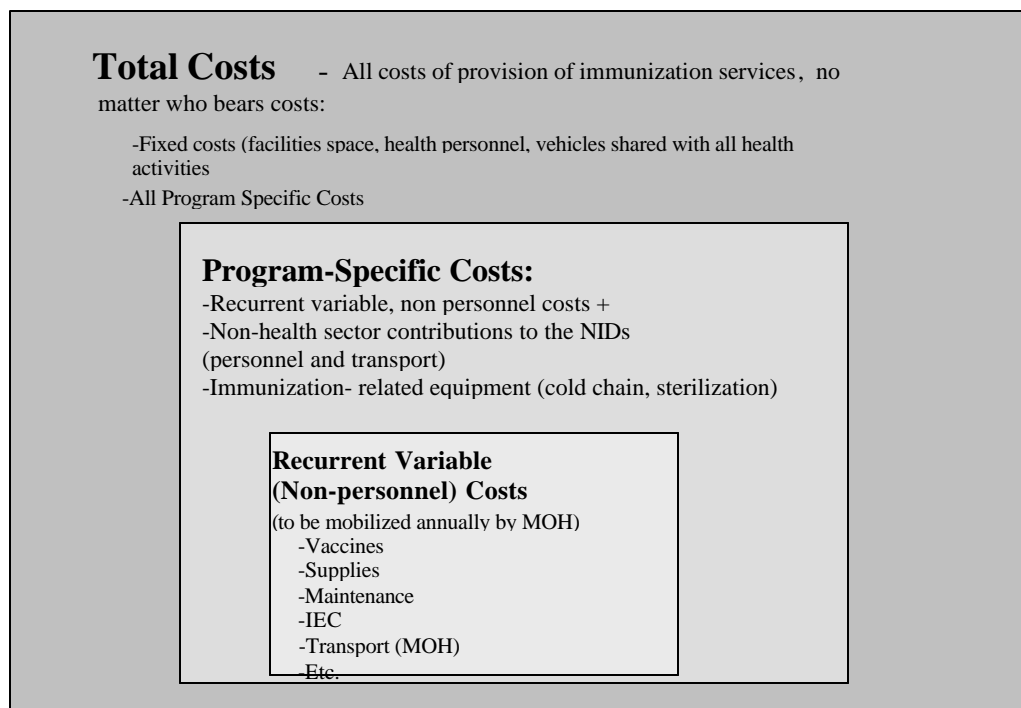 Total Costs - All costs of provision of immunization services, no
matter who bears costs:
-Fixed costs (facilities space, health personnel, vehicles shared with all health
activities
-All Program Specific Costs
Program-Specific Costs:
-Recurrent variable, non personnel costs +
-Non-health sector contributions to the NIDs
(personnel and transport)
-Immunization- related equipment (cold chain, sterilization)
Recurrent Variable
(Non-personnel) Costs
(to be mobilized annually by MOH)
-Vaccines
-Supplies
-Maintenance
-IEC
-Transport (MOH)
-Etc.